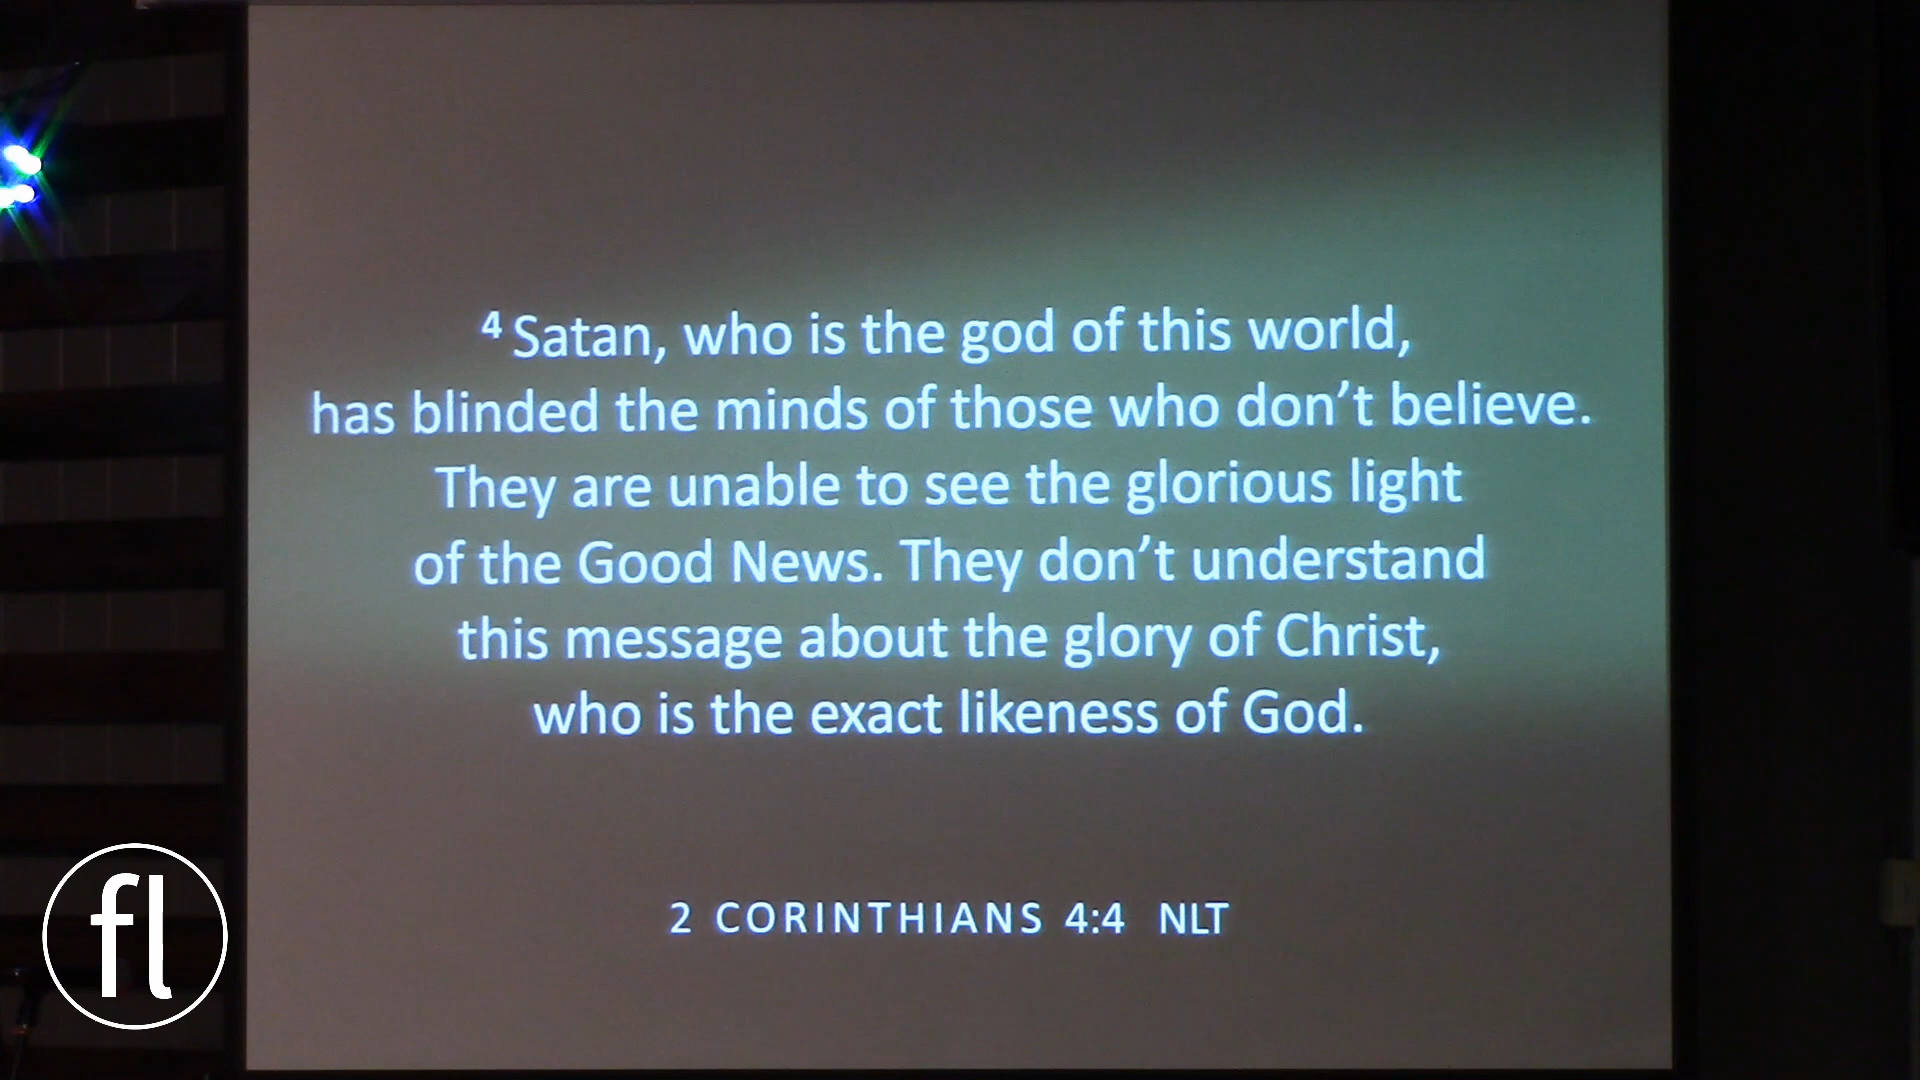 ⁴ Satan, who is the god of this world,
has blinded the minds of those who don’t believe.
They are unable to see the glorious light
of the Good News. They don’t understand
this message about the glory of Christ,
who is the exact likeness of God.
2 CORINTHIANS 4:4 NLT
fl